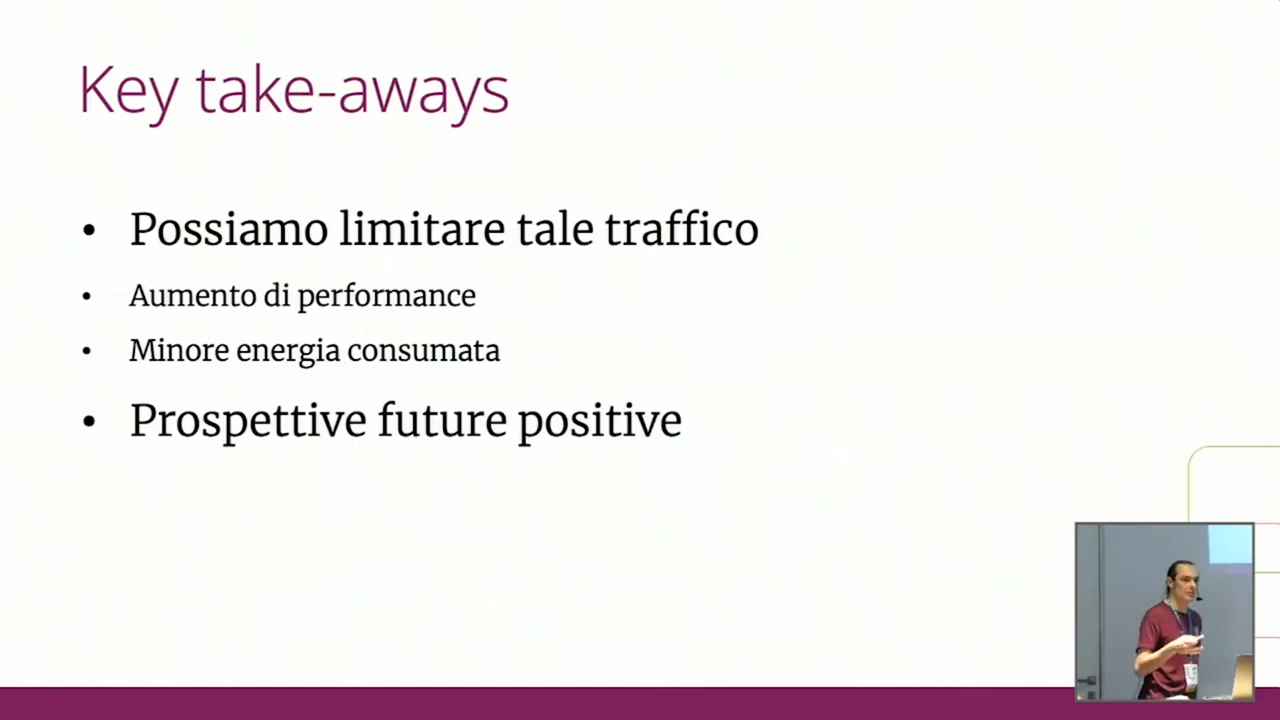 Key take-aways
• Possiamo limitare tale traffico
• Aumento di performance
• Minore energia consumata
• Prospettive future positive